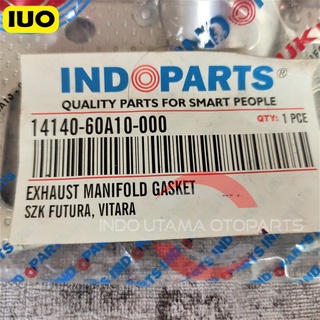 IUO
INDOPARTS®
QUALITY PARTS FOR SMART PEOPLE
14140-60A10-000
QTY: 1 PCE
EXHAUST MANIFOLD GASKET
SZK FUTURA, VITARA
INDO UTAMA OTOPARTS